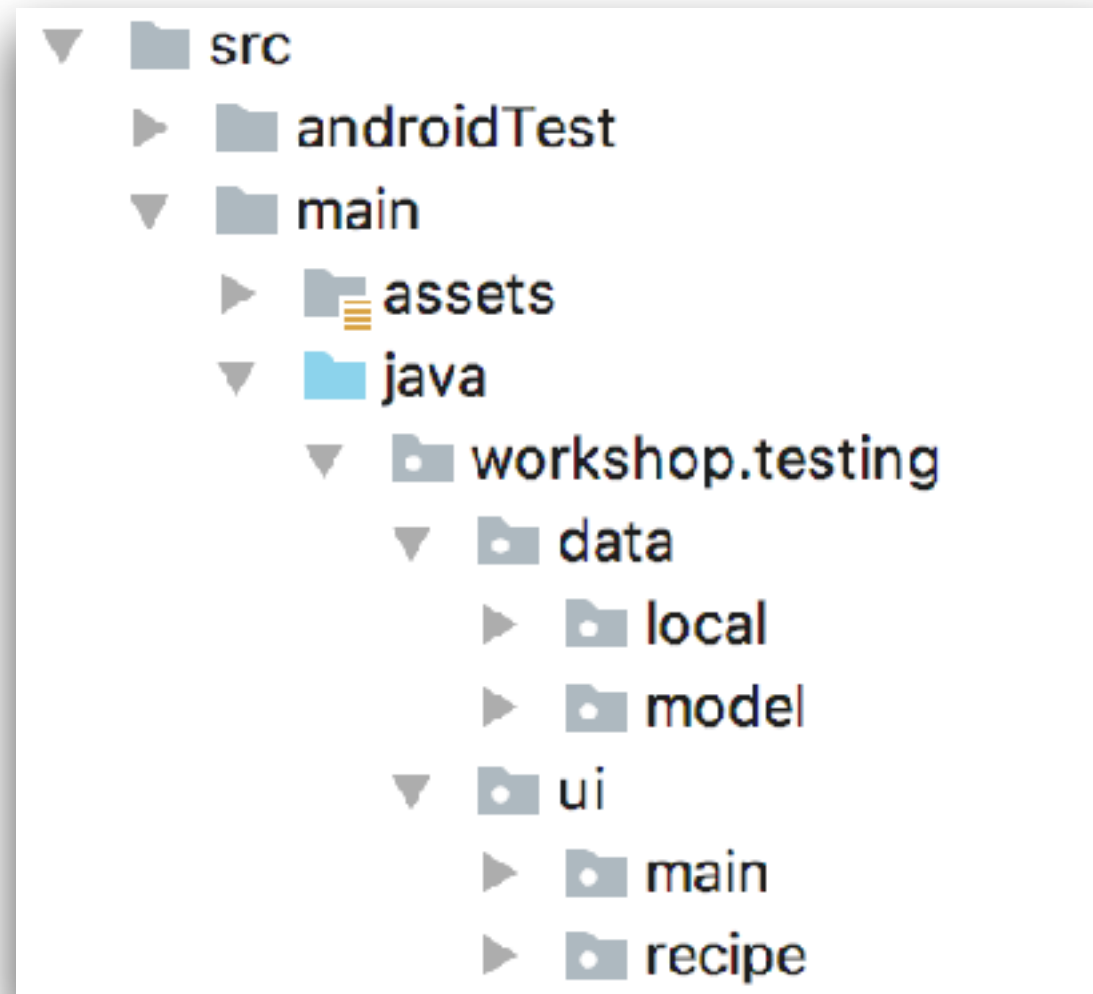 src
androidTest
main
assets
java
workshop.testing
data
local
model
ui
main
recipe